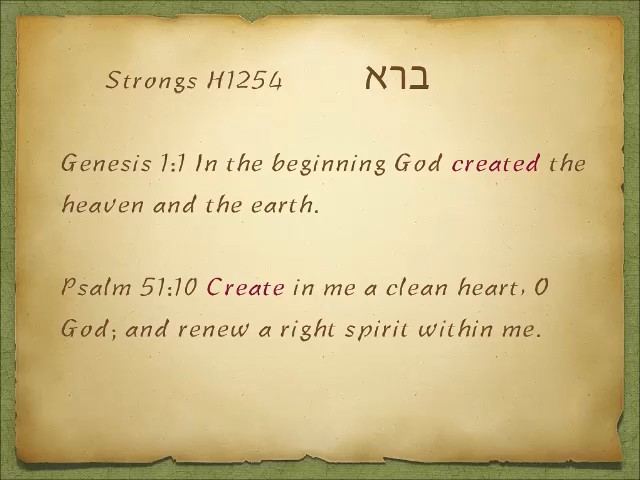 Strongs H1254 ברא
Genesis 1:1 In the beginning God created the
heaven and the earth.
Psalm 51:10 Create in me a clean heart, O
God; and renew a right spirit within me.